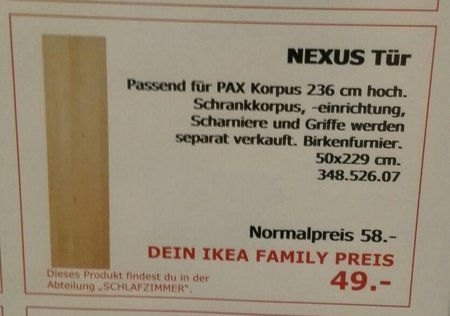 NEXUS Tür
Passend für PAX Korpus 236 cm hoch.
Schrankkorpus, -einrichtung,
Scharniere und Griffe werden
separat verkauft. Birkenfurnier.
50x229 cm.
348.526.07
Normalpreis 58.-
DEIN IKEA FAMILY PREIS
49.-
Dieses Produkt findest du in der
Abteilung „SCHLAFZIMMER".